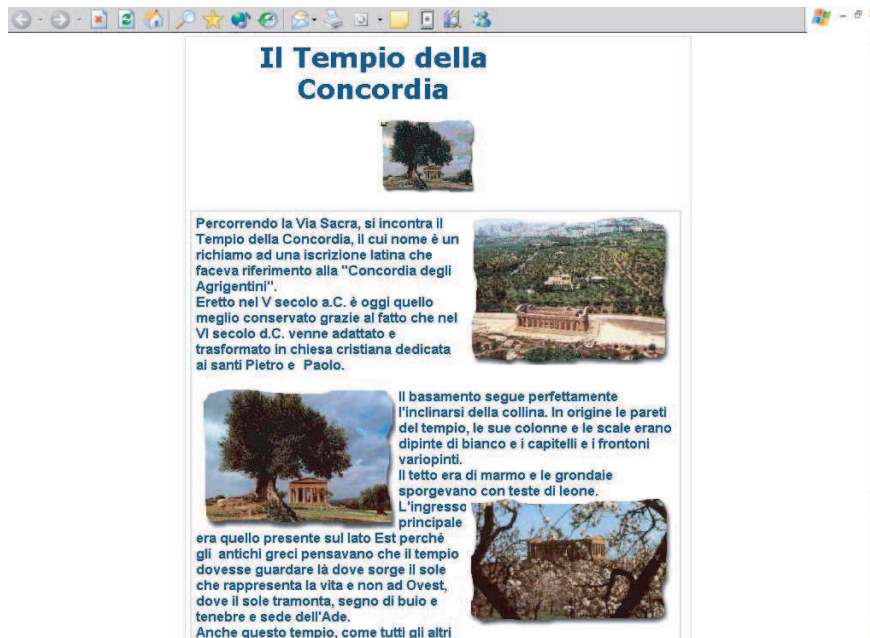 Il Tempio della
Concordia
Percorrendo la Via Sacra, si incontra il
Tempio della Concordia, il cui nome è un
richiamo ad una iscrizione latina che
faceva riferimento alla "Concordia degli
Agrigentini".
Eretto nel V secolo a.C. è oggi quello
meglio conservato grazie al fatto che nel
VI secolo d.C. venne adattato e
trasformato in chiesa cristiana dedicata
ai santi Pietro e  Paolo.
Il basamento segue perfettamente
l'inclinarsi della collina. In origine le pareti
del tempio, le sue colonne e le scale erano
dipinte di bianco e i capitelli e i frontoni
variopinti.
Il tetto era di marmo e le grondaie
sporgevano con teste di leone.
L'ingresso
principale
era quello presente sul lato Est perché
gli  antichi greci pensavano che il tempio
dovesse guardare là dove sorge il sole
che rappresenta la vita e non ad Ovest,
dove il sole tramonta, segno di buio e
tenebre e sede dell'Ade.
Anche questo tempio, come tutti gli altri